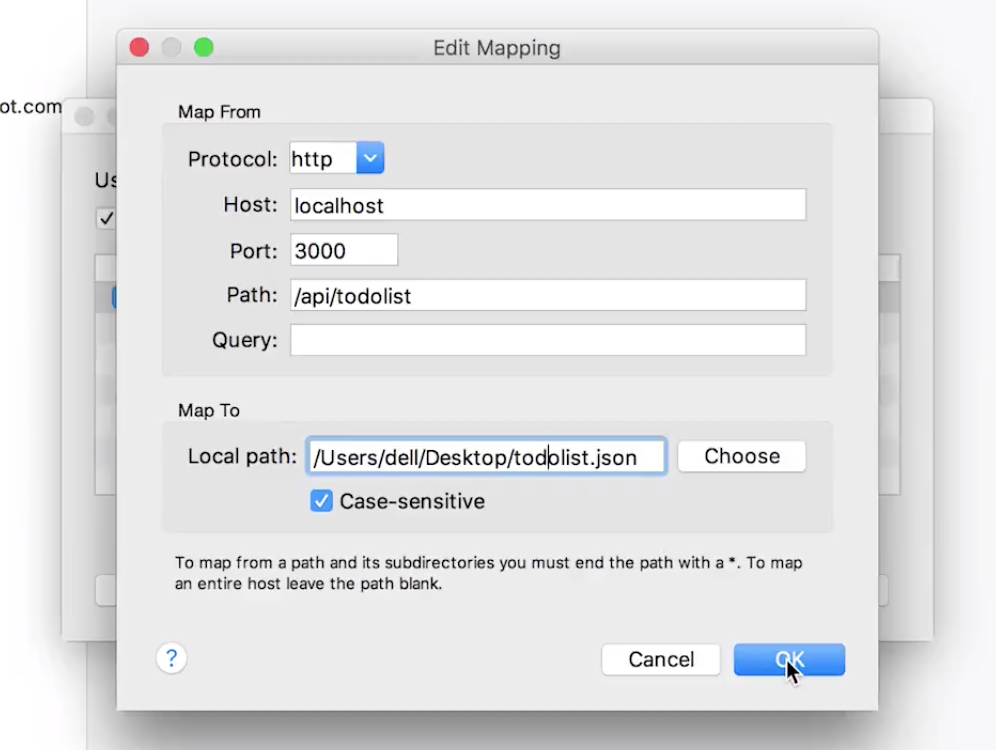 Edit Mapping
ot.com
Us
Map From
Protocol: http
Host: localhost
Port: 3000
Path: /api/todolist
Query:
Map To
Local path: /Users/dell/Desktop/todolist.json Choose
Case-sensitive
To map from a path and its subdirectories you must end the path with a *. To map
an entire host leave the path blank.
? Cancel OK